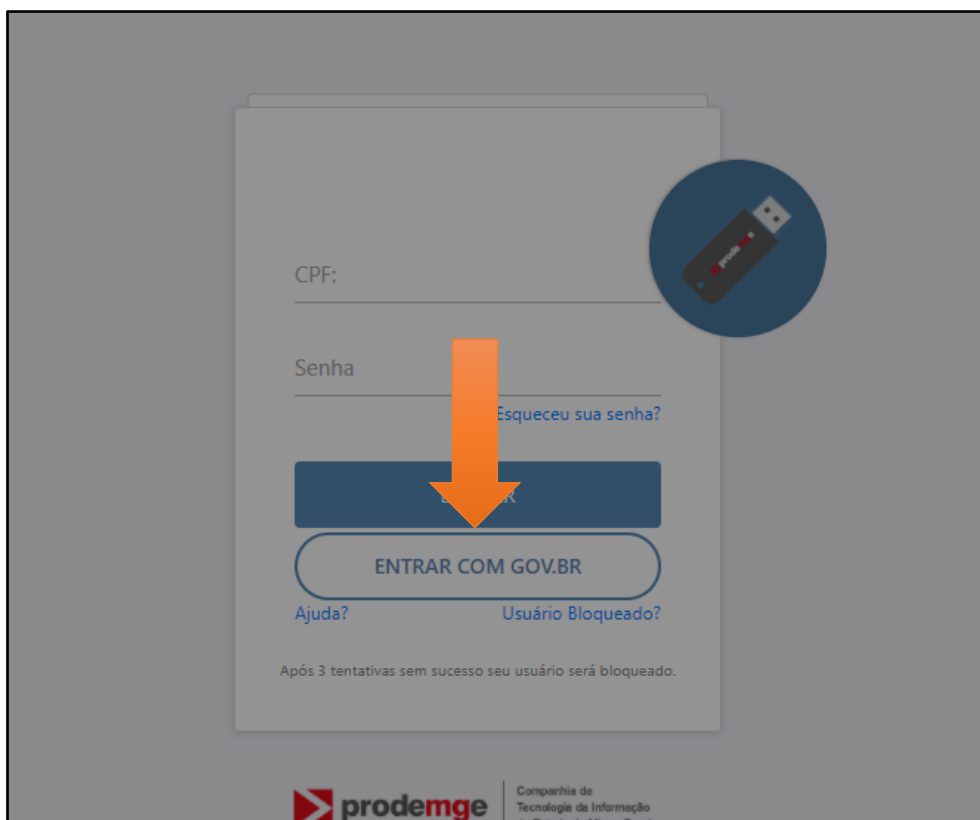 prodemge
CPF:
Senha
Esqueceu sua senha?
ENTRAR COM GOV.BR
Ajuda? Usuário Bloqueado?
Após 3 tentativas sem sucesso seu usuário será bloqueado.
prodemge
Companhia de
Tecnologia da Informação